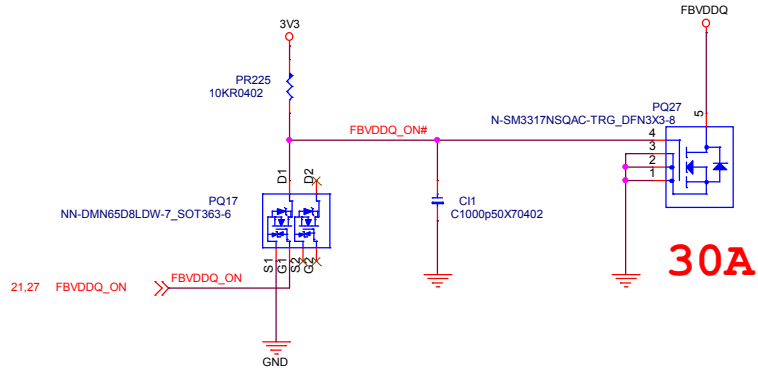 FBVDDQ
3V3
PR225
10KR0402
PQ27
N-SM3317NSQAC-TRG_DFN3X3-8
5
FBVDDQ_ON#
4
3
2
1
D1
D2
PQ17
NN-DMN65D8LDW-7_SOT363-6
CI1
C1000p50X70402
30A
S1
G1
S2
G2
21,27 FBVDDQ_ON
FBVDDQ_ON
GND